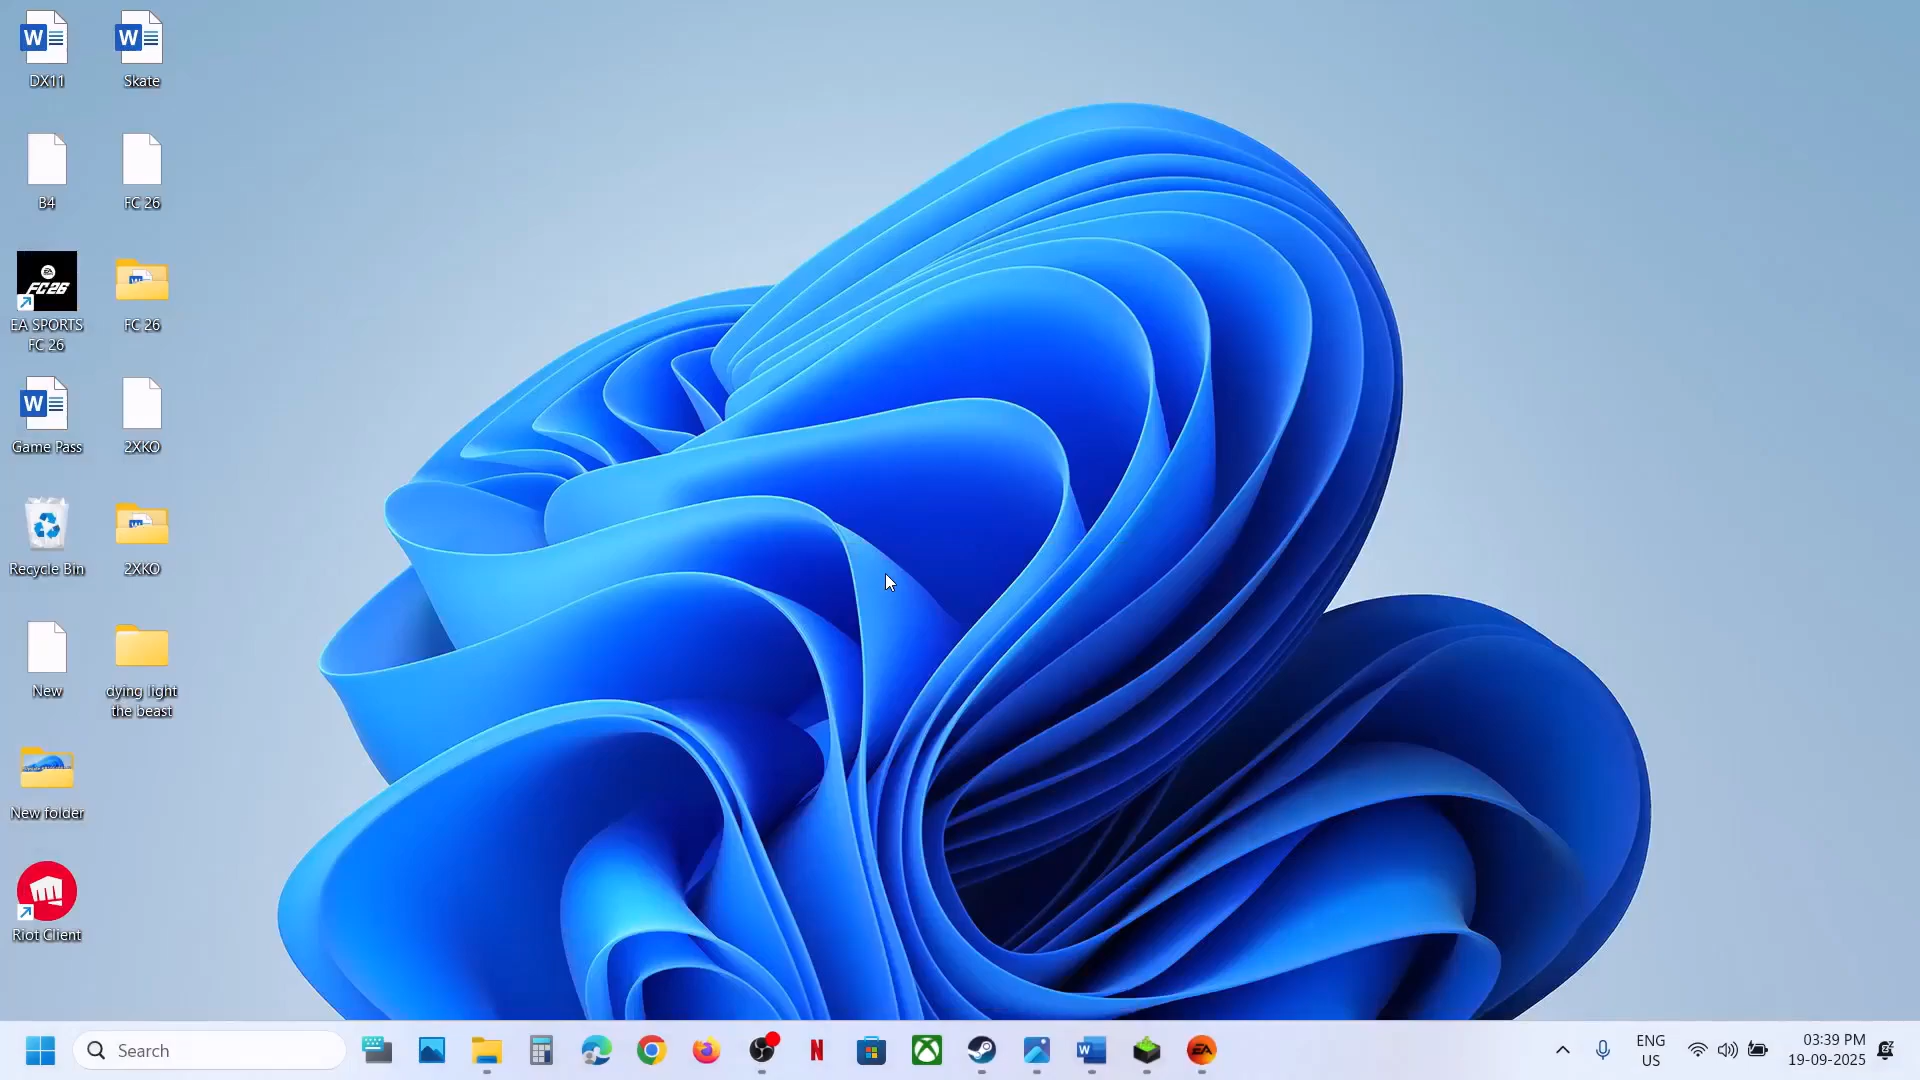 DX11
Skate
B4
FC 26
EA SPORTS
FC 26
FC 26
Game Pass
2XKO
Recycle Bin
2XKO
New
dying light
the beast
New folder
Riot Client
Search
ENG
US
03:39 PM
19-09-2025